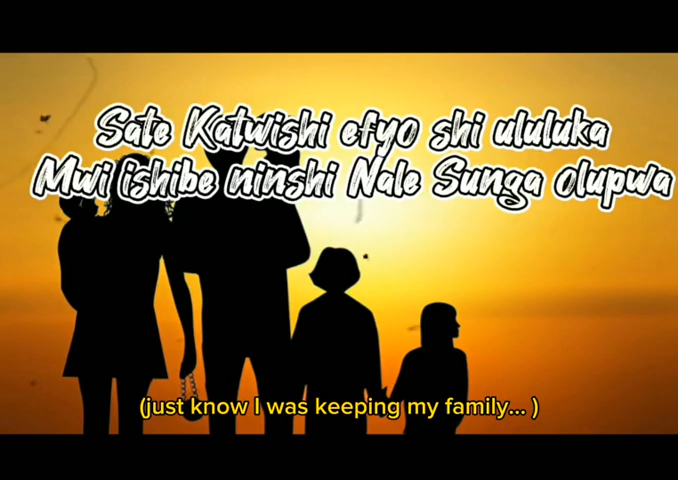 Sate Katwishi efyo shi ululuka
Mwi ishibe ninshi Nale Sunga olupwa
(just know I was keeping my family... )